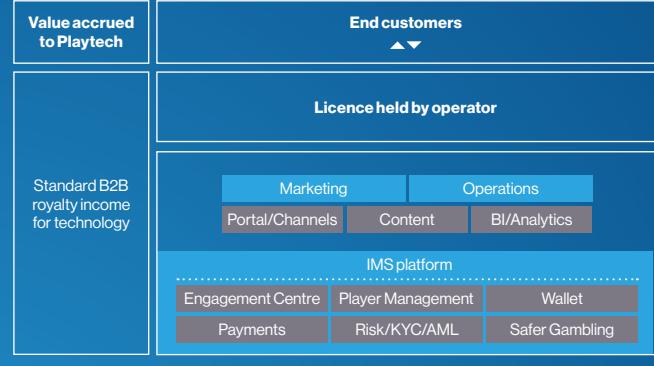 Value accrued
to Playtech
End customers
Licence held by operator
Standard B2B
royalty income
for technology
Marketing
Operations
Portal/Channels
Content
BI/Analytics
IMS platform
Engagement Centre
Player Management
Wallet
Payments
Risk/KYC/AML
Safer Gambling